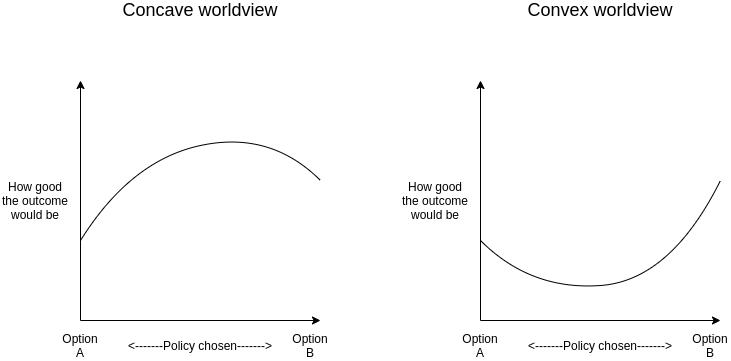 Concave worldview
Convex worldview
How good
the outcome
would be
How good
the outcome
would be
Option
A
<-------Policy chosen------->
Option
B
Option
A
<-------Policy chosen------->
Option
B